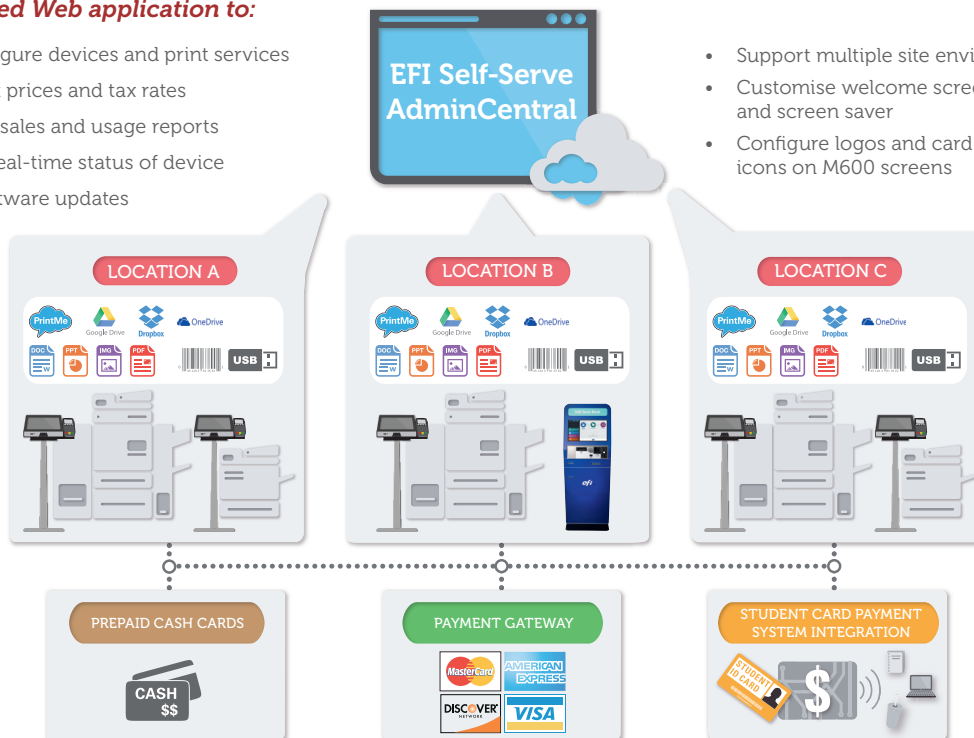 ed Web application to:
gure devices and print services
prices and tax rates
sales and usage reports
eal-time status of device
tware updates
EFI Self-Serve
AdminCentral
• Support multiple site envi
• Customise welcome scree
and screen saver
• Configure logos and card
icons on M600 screens
LOCATION A
PrintMe
Google Drive
Dropbox
OneDrive
DOC
W
PPT
IMG
PDF
USB
LOCATION B
PrintMe
Google Drive
Dropbox
OneDrive
DOC
W
PPT
IMG
PDF
USB
efi
LOCATION C
PrintMe
Google Drive
Dropbox
OneDrive
DOC
W
PPT
IMG
PDF
USB
PREPAID CASH CARDS
CASH
$$
PAYMENT GATEWAY
MasterCard
AMERICAN
EXPRESS
DISCOVER
NETWORK
VISA
STUDENT CARD PAYMENT
SYSTEM INTEGRATION
STUDENT
ID CARD
$